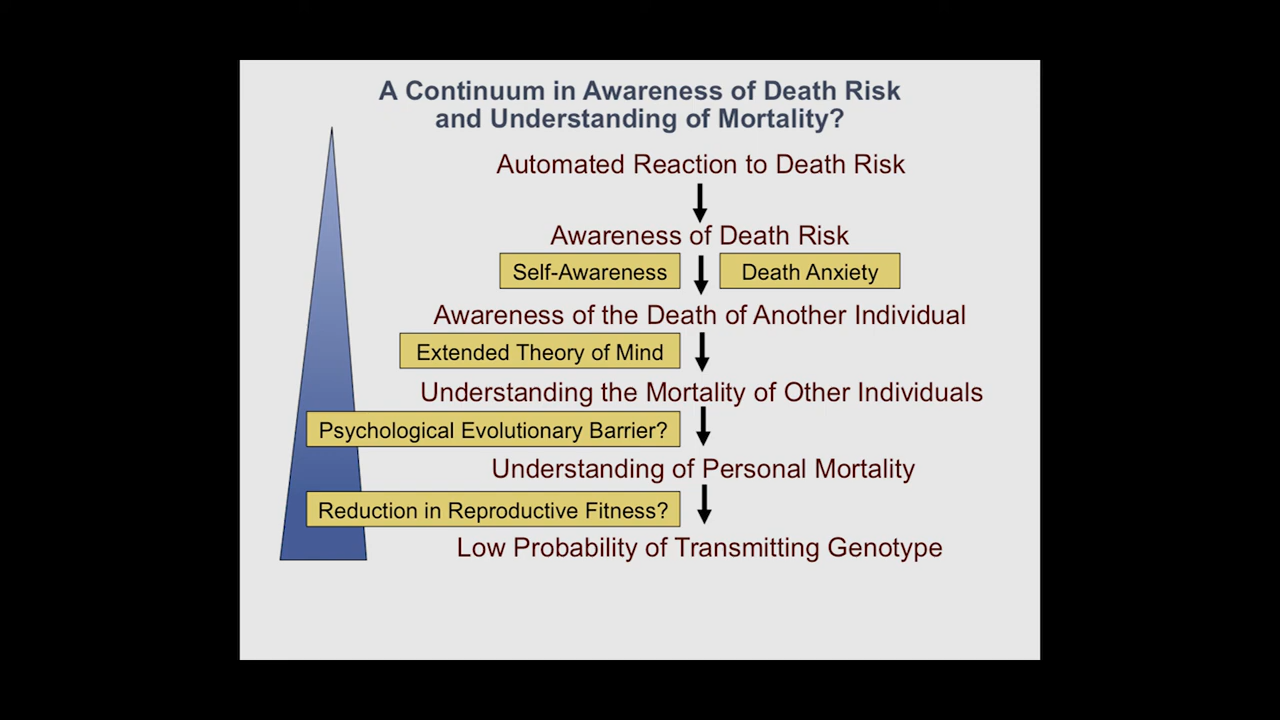 A Continuum in Awareness of Death Risk
and Understanding of Mortality?
Automated Reaction to Death Risk
Awareness of Death Risk
Self-Awareness
Death Anxiety
Awareness of the Death of Another Individual
Extended Theory of Mind
Understanding the Mortality of Other Individuals
Psychological Evolutionary Barrier?
Understanding of Personal Mortality
Reduction in Reproductive Fitness?
Low Probability of Transmitting Genotype